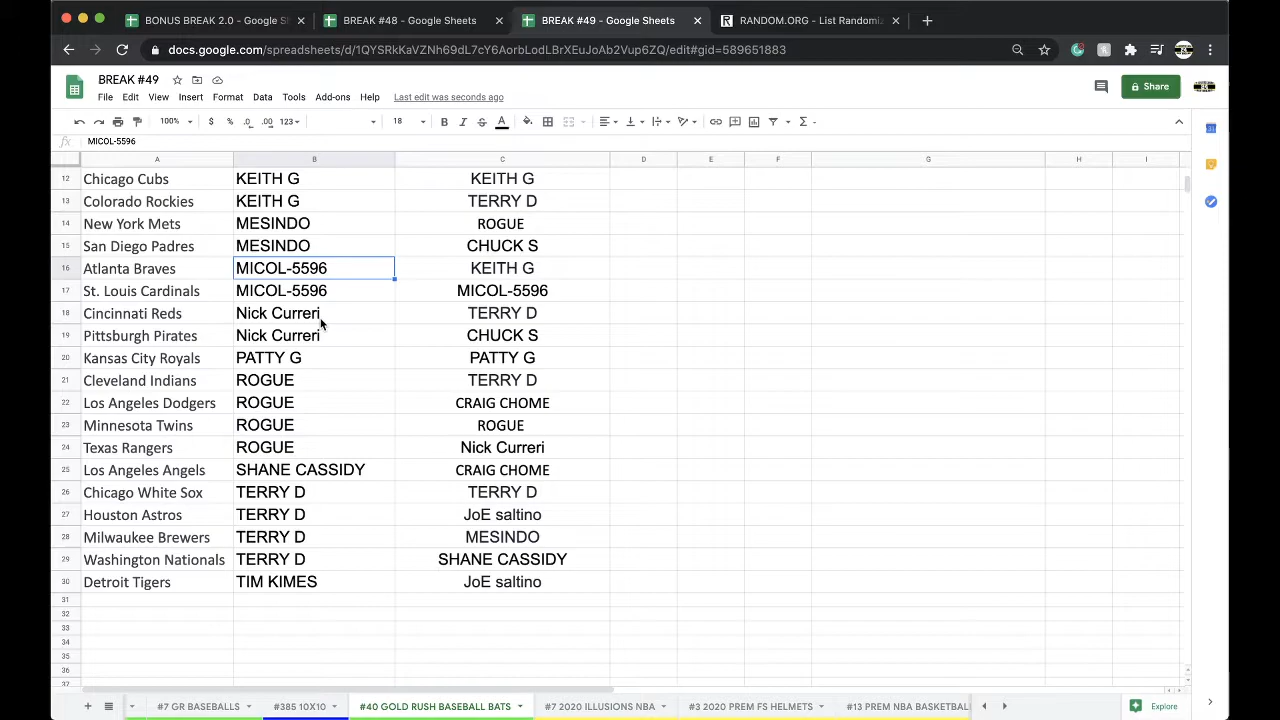 BONUS BREAK 2.0 - Google S
BREAK #48 - Google Sheets
BREAK #49 - Google Sheets
RANDOM.ORG - List Randomiz
docs.google.com/spreadsheets/d/1QYSRkKaVZNh69dL7cY6AorbLodLBrXEuJoAb2Vup6ZQ/edit#gid=589651883
BREAK #49
File Edit View Insert Format Data Tools Add-ons Help Last edit was seconds ago
Share
100% $ % .0 .00 123 18 B I S A
fx MICOL-5596
A B C D E F G H I
12 Chicago Cubs KEITH G KEITH G
13 Colorado Rockies KEITH G TERRY D
14 New York Mets MESINDO ROGUE
15 San Diego Padres MESINDO CHUCK S
16 Atlanta Braves MICOL-5596 KEITH G
17 St. Louis Cardinals MICOL-5596 MICOL-5596
18 Cincinnati Reds Nick Curreri TERRY D
19 Pittsburgh Pirates Nick Curreri CHUCK S
20 Kansas City Royals PATTY G PATTY G
21 Cleveland Indians ROGUE TERRY D
22 Los Angeles Dodgers ROGUE CRAIG CHOME
23 Minnesota Twins ROGUE ROGUE
24 Texas Rangers ROGUE Nick Curreri
25 Los Angeles Angels SHANE CASSIDY CRAIG CHOME
26 Chicago White Sox TERRY D TERRY D
27 Houston Astros TERRY D JoE saltino
28 Milwaukee Brewers TERRY D MESINDO
29 Washington Nationals TERRY D SHANE CASSIDY
30 Detroit Tigers TIM KIMES JoE saltino
31
32
33
34
35
36
37
#7 GR BASEBALLS #385 10X10 #40 GOLD RUSH BASEBALL BATS #7 2020 ILLUSIONS NBA #3 2020 PREM FS HELMETS #13 PREM NBA BASKETBAL
Explore